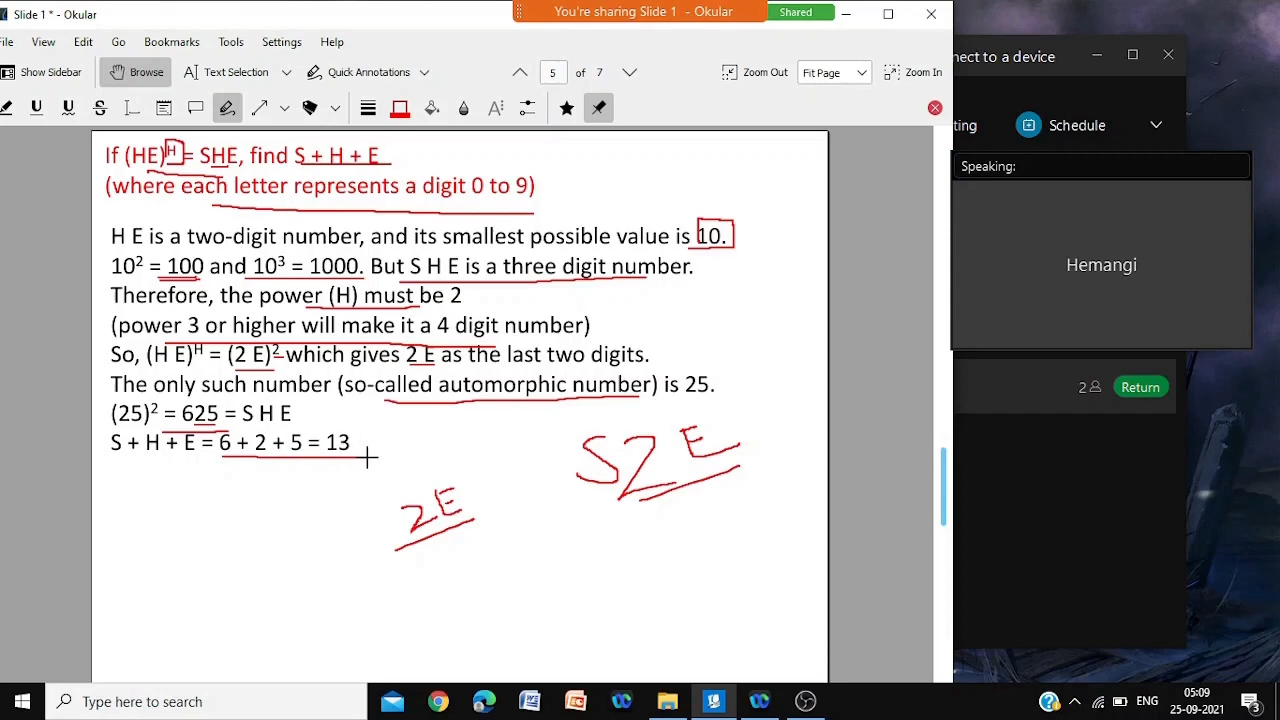 Slide 1 * - Okular
You're sharing Slide 1 - Okular
Shared
File View Edit Go Bookmarks Tools Settings Help
Show Sidebar Browse Text Selection Quick Annotations 5 of 7 Zoom Out Fit Page Zoom In
If (HE)ᴴ = SHE, find S + H + E
(where each letter represents a digit 0 to 9)
H E is a two-digit number, and its smallest possible value is 10.
10² = 100 and 10³ = 1000. But S H E is a three digit number.
Therefore, the power (H) must be 2
(power 3 or higher will make it a 4 digit number)
So, (H E)ᴴ = (2 E)² which gives 2 E as the last two digits.
The only such number (so-called automorphic number) is 25.
(25)² = 625 = S H E
S + H + E = 6 + 2 + 5 = 13
S2E
2E
nect to a device
ting
Schedule
Speaking:
Hemangi
2
Return
Type here to search
ENG
05:09
25-09-2021
3